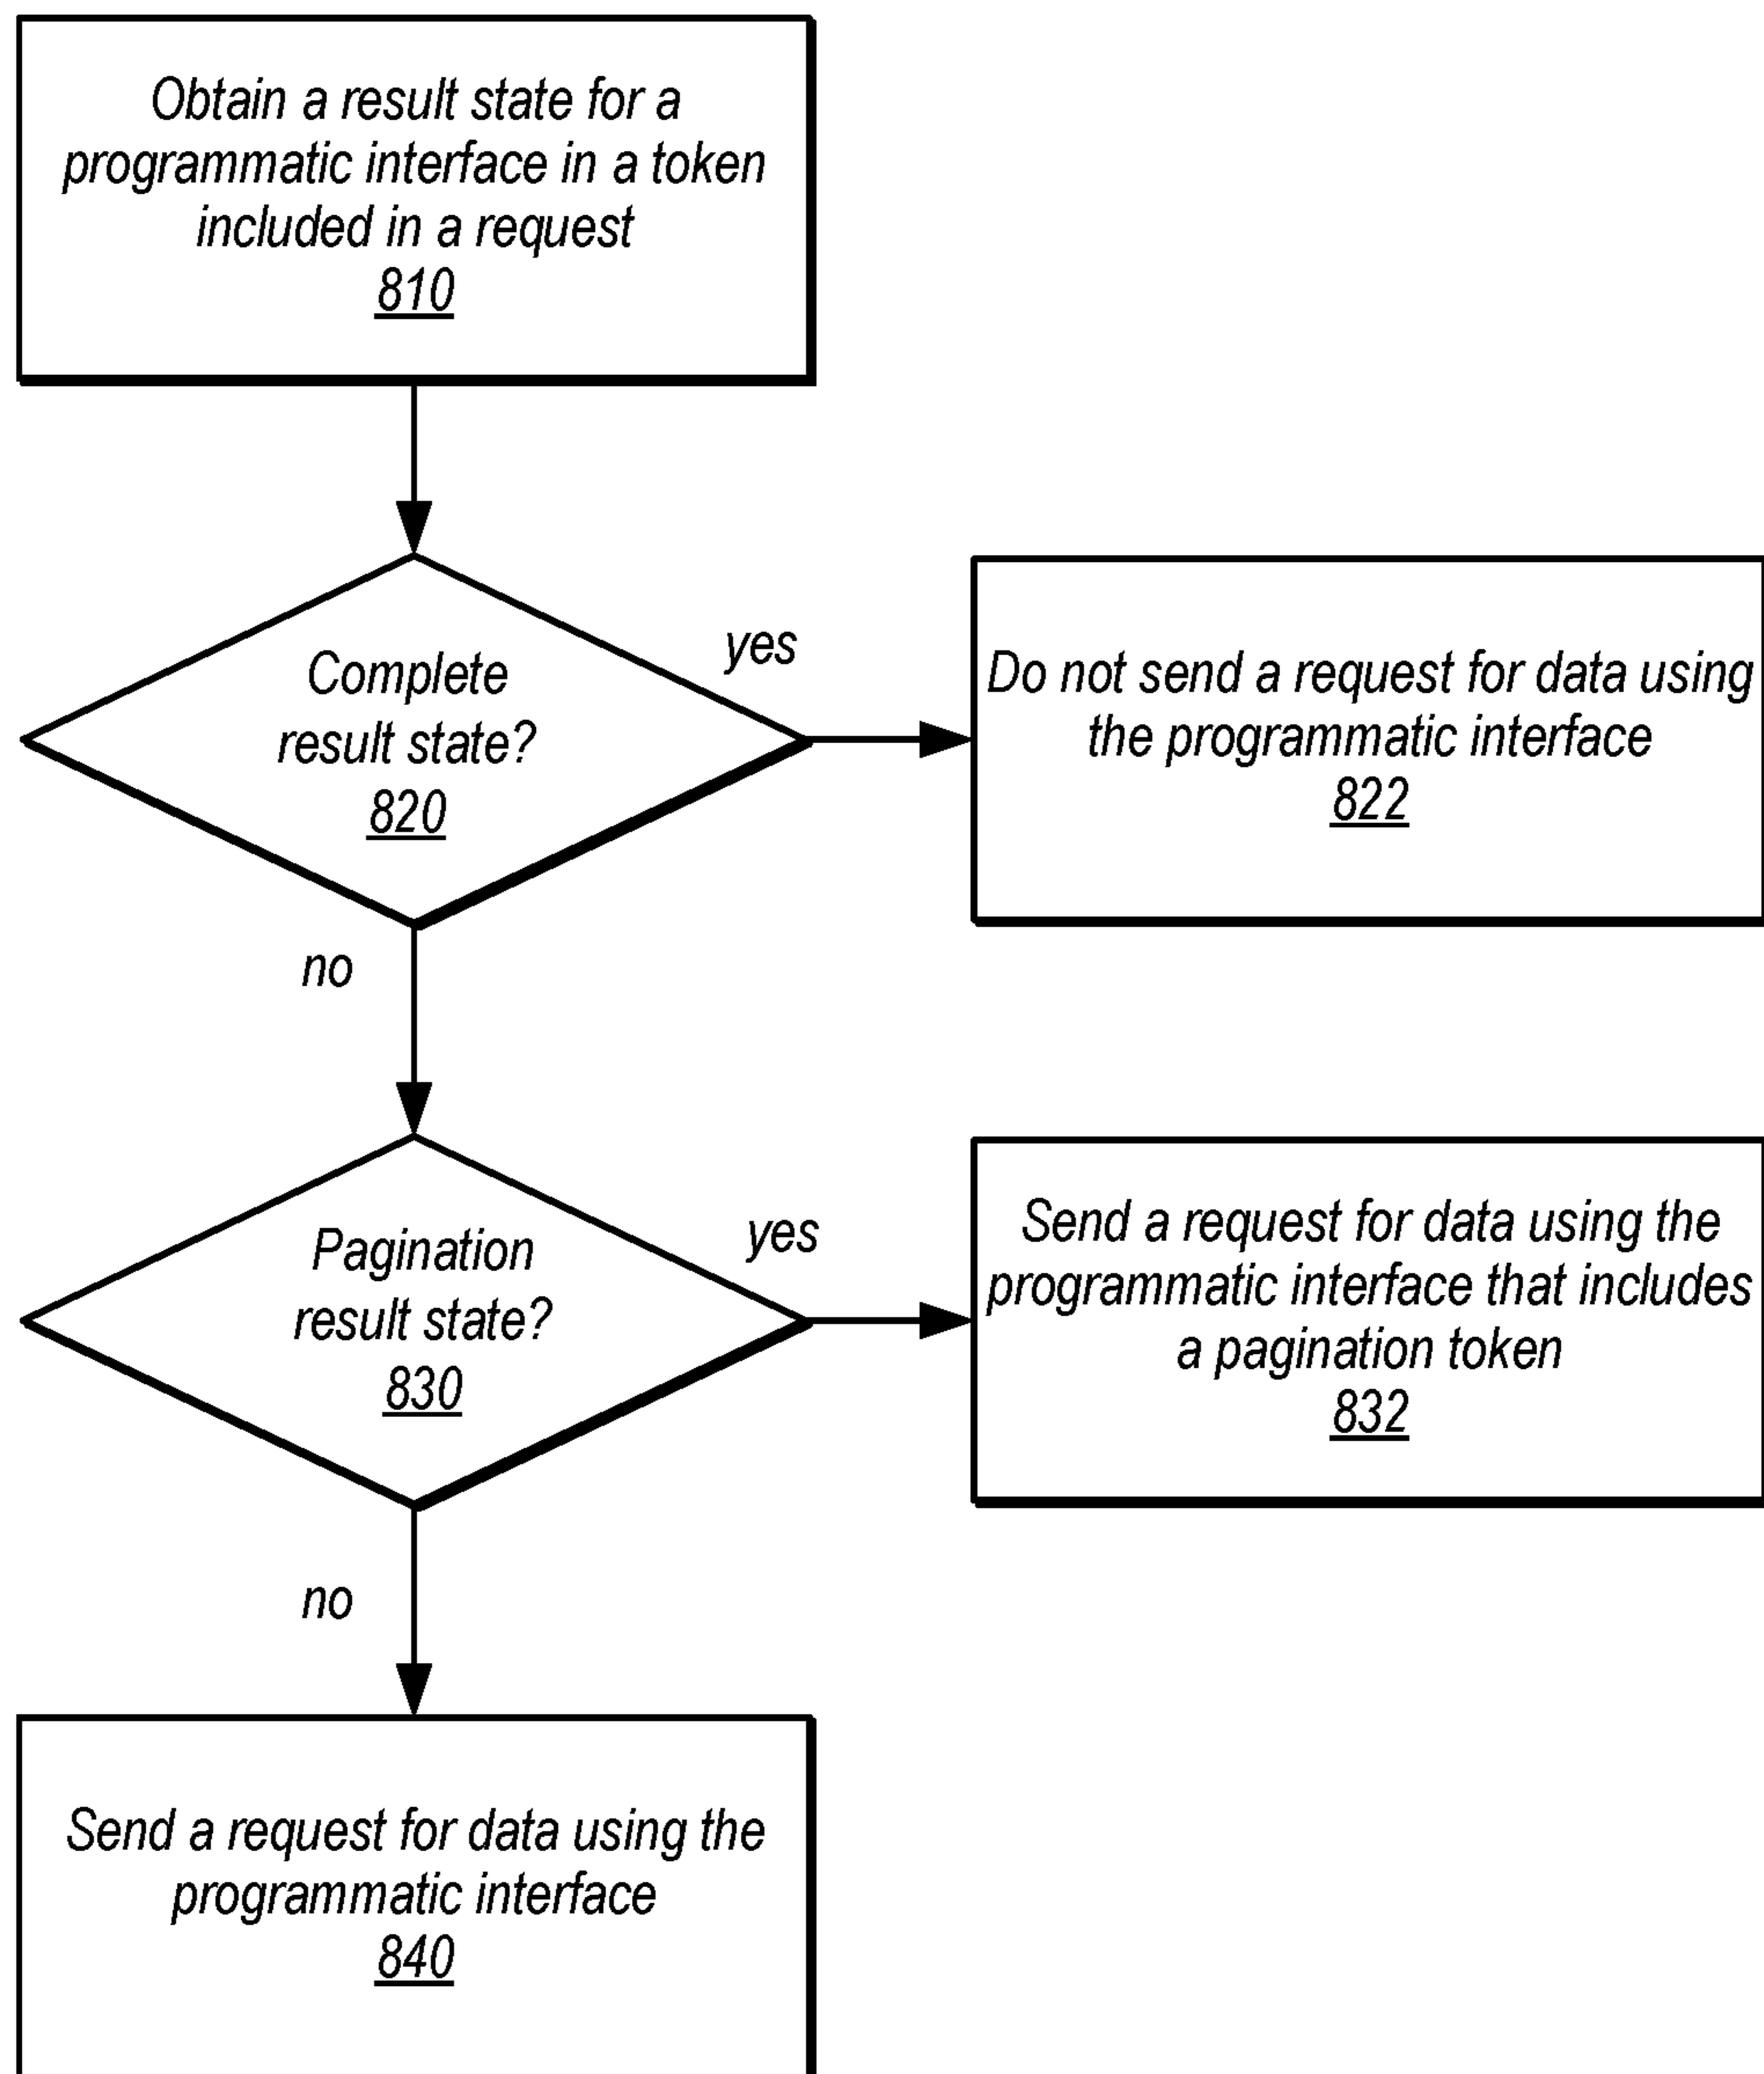 Obtain a result state for a
programmatic interface in a token
included in a request
810
Complete
result state?
820
yes
Do not send a request for data using
the programmatic interface
822
no
Pagination
result state?
830
yes
Send a request for data using the
programmatic interface that includes
a pagination token
832
no
Send a request for data using the
programmatic interface
840